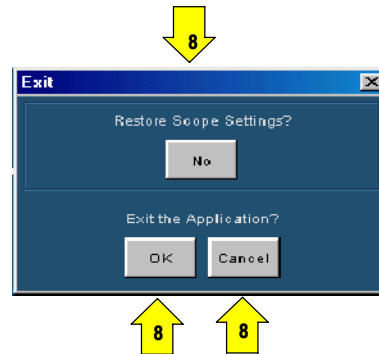 8
Exit
Restore Scope Settings?
No
Exit the Application?
OK Cancel
8 8